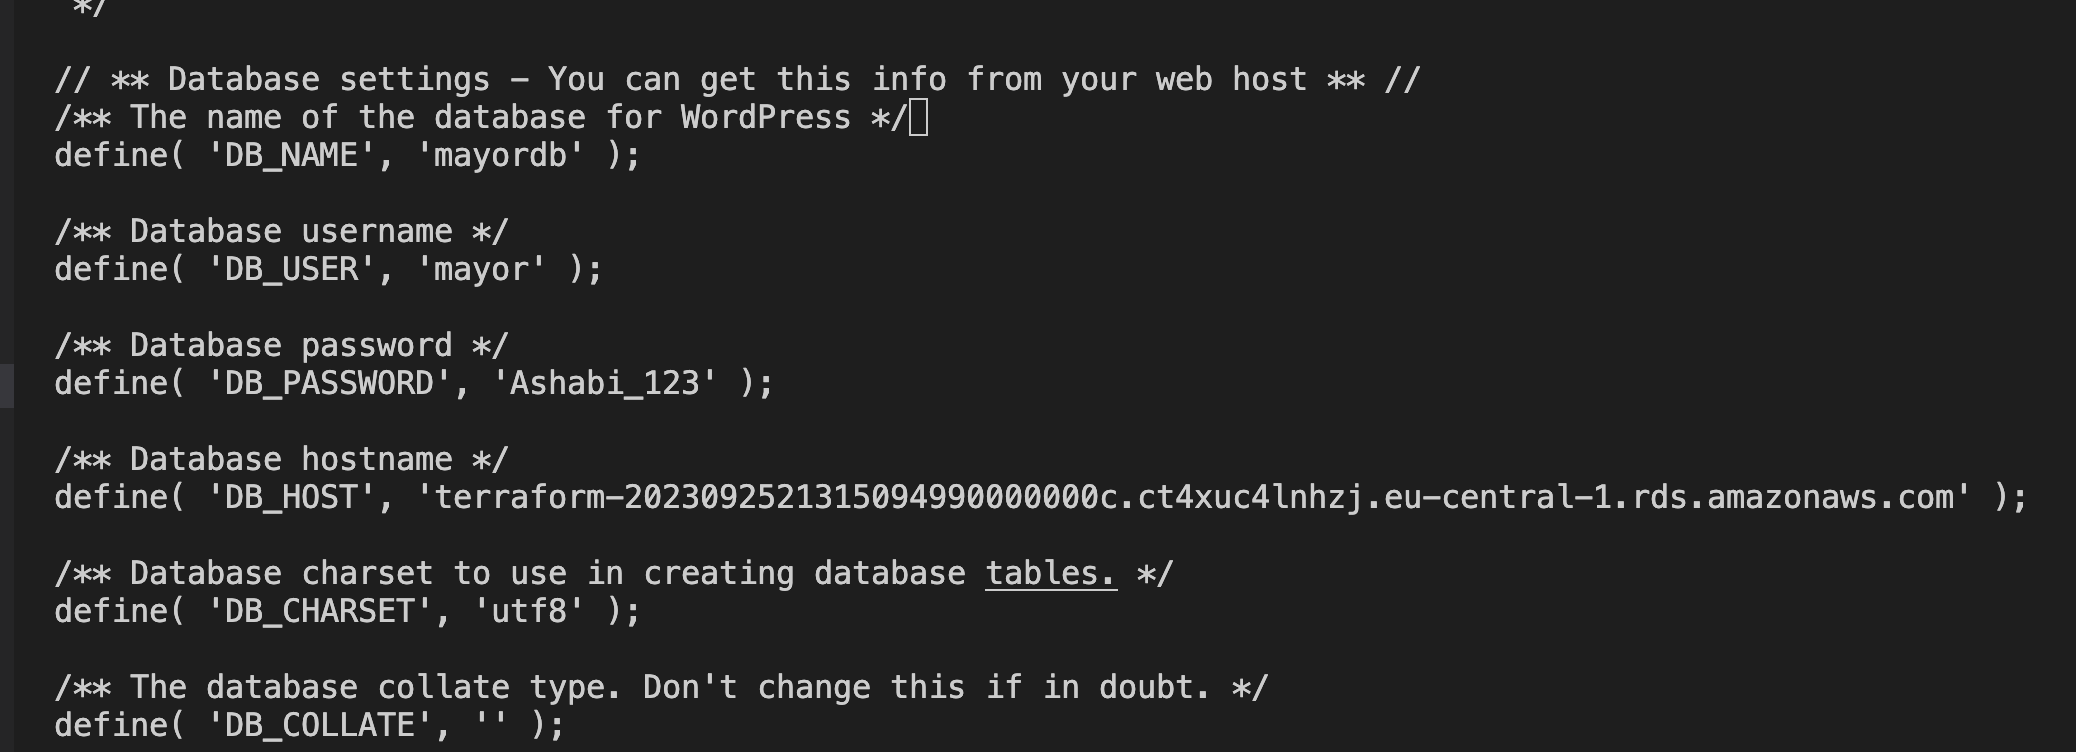 */
// ** Database settings - You can get this info from your web host ** //
/** The name of the database for WordPress */
define( 'DB_NAME', 'mayordb' );
/** Database username */
define( 'DB_USER', 'mayor' );
/** Database password */
define( 'DB_PASSWORD', 'Ashabi_123' );
/** Database hostname */
define( 'DB_HOST', 'terraform-20230925213150949900000000c.ct4xuc4lnhzj.eu-central-1.rds.amazonaws.com' );
/** Database charset to use in creating database tables. */
define( 'DB_CHARSET', 'utf8' );
/** The database collate type. Don't change this if in doubt. */
define( 'DB_COLLATE', '' );